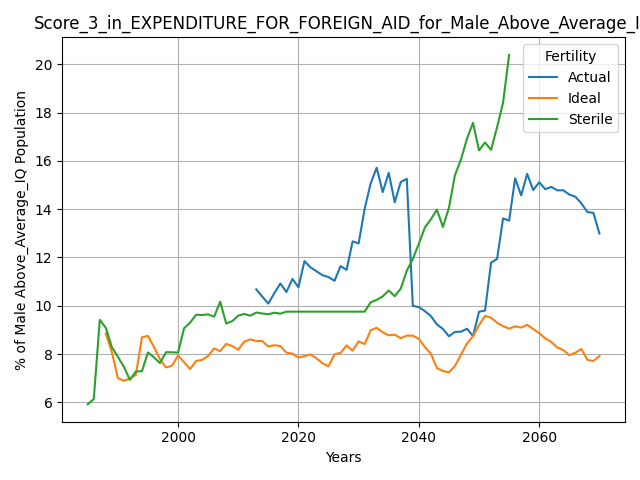 Score_3_in_EXPENDITURE_FOR_FOREIGN_AID_for_Male_Above_Average_I
% of Male Above_Average_IQ Population
20
18
16
14
12
10
8
6
Fertility
Actual
Ideal
Sterile
2000
2020
2040
2060
Years